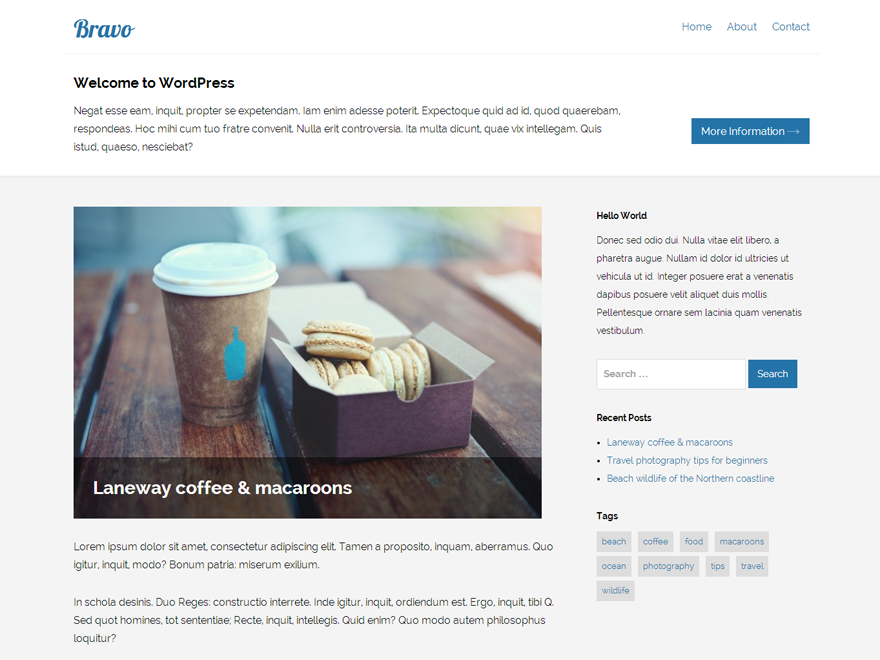 Bravo
Home About Contact
Welcome to WordPress
Negat esse eam, inquit, propter se expetendam. Iam enim adesse poterit. Expectoque quid ad id, quod quaerebam,
respondeas. Hoc mihi cum tuo fratre convenit. Nulla erit controversia. Ita multa dicunt, quae vix intellegam. Quis
istud, quaeso, nesciebat?
More Information →
Laneway coffee & macaroons
Lorem ipsum dolor sit amet, consectetur adipiscing elit. Tamen a proposito, inquam, aberramus. Quo
igitur, inquit, modo? Bonum patria: miserum exilium.
In schola desinis. Duo Reges: constructio interrete. Inde igitur, inquit, ordiendum est. Ergo, inquit, tibi Q.
Sed quot homines, tot sententiae; Recte, inquit, intellegis. Quid enim? Quo modo autem philosophus
loquitur?
Hello World
Donec sed odio dui. Nulla vitae elit libero, a
pharetra augue. Nullam id dolor id ultricies ut
vehicula ut id. Integer posuere erat a venenatis
dapibus posuere velit aliquet duis mollis.
Pellentesque ornare sem lacinia quam venenatis
vestibulum.
Search ...
Search
Recent Posts
Laneway coffee & macaroons
Travel photography tips for beginners
Beach wildlife of the Northern coastline
Tags
beach coffee food macaroons
ocean photography tips travel
wildlife